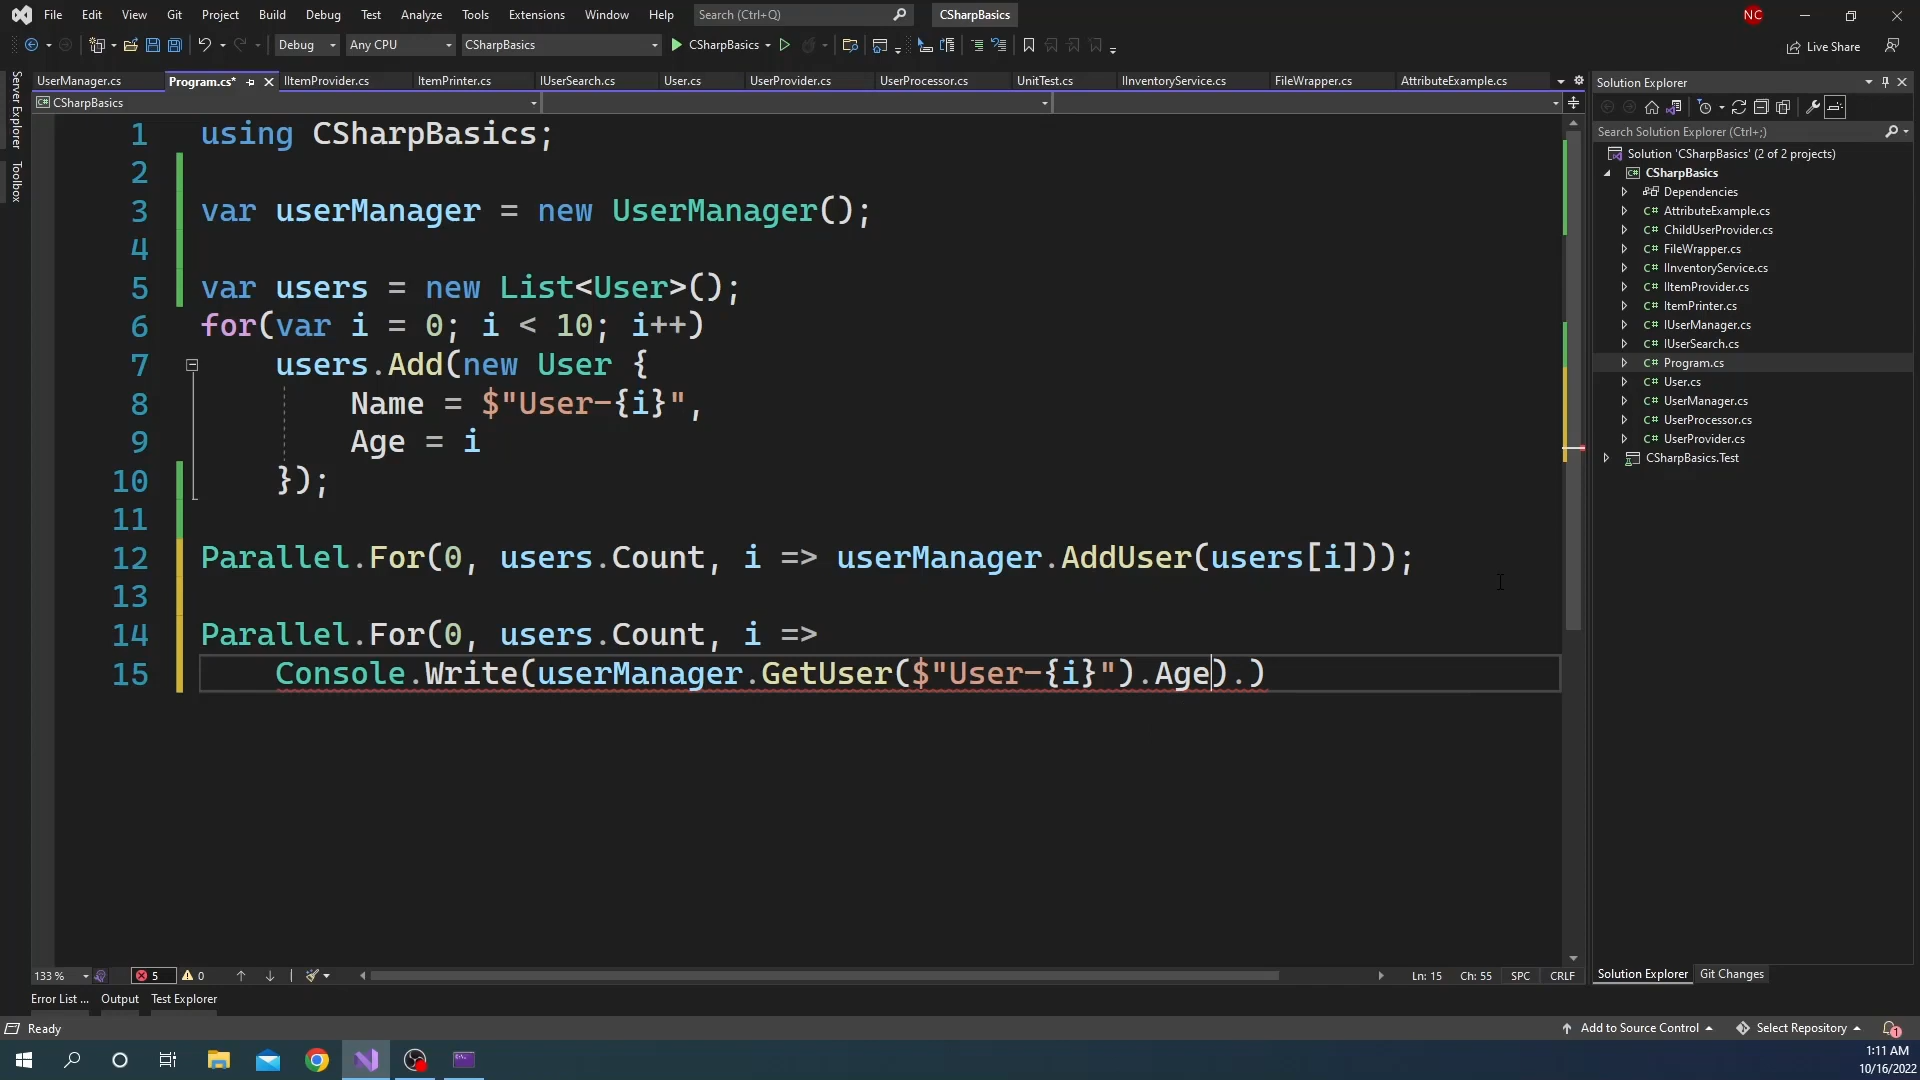 File Edit View Git Project Build Debug Test Analyze Tools Extensions Window Help Search (Ctrl+Q) CSharpBasics NC
Debug Any CPU CSharpBasics CSharpBasics Live Share
UserManager.cs Program.cs* IItemProvider.cs ItemPrinter.cs IUserSearch.cs User.cs UserProvider.cs UserProcessor.cs UnitTest.cs IInventoryService.cs FileWrapper.cs AttributeExample.cs
CSharpBasics
Server Explorer
Toolbox
1 using CSharpBasics;
2
3 var userManager = new UserManager();
4
5 var users = new List<User>();
6 for(var i = 0; i < 10; i++)
7 users.Add(new User {
8 Name = $"User-{i}",
9 Age = i
10 });
11
12 Parallel.For(0, users.Count, i => userManager.AddUser(users[i]));
13
14 Parallel.For(0, users.Count, i =>
15 Console.Write(userManager.GetUser($"User-{i}").Age).)
Solution Explorer
Search Solution Explorer (Ctrl+;)
Solution 'CSharpBasics' (2 of 2 projects)
C# CSharpBasics
Dependencies
C# AttributeExample.cs
C# ChildUserProvider.cs
C# FileWrapper.cs
C# IInventoryService.cs
C# IItemProvider.cs
C# ItemPrinter.cs
C# IUserManager.cs
C# IUserSearch.cs
C# Program.cs
C# User.cs
C# UserManager.cs
C# UserProcessor.cs
C# UserProvider.cs
CSharpBasics.Test
133 % 5 0 Ln: 15 Ch: 55 SPC CRLF
Solution Explorer Git Changes
Error List ... Output Test Explorer
Ready Add to Source Control Select Repository 1
1:11 AM
10/16/2022